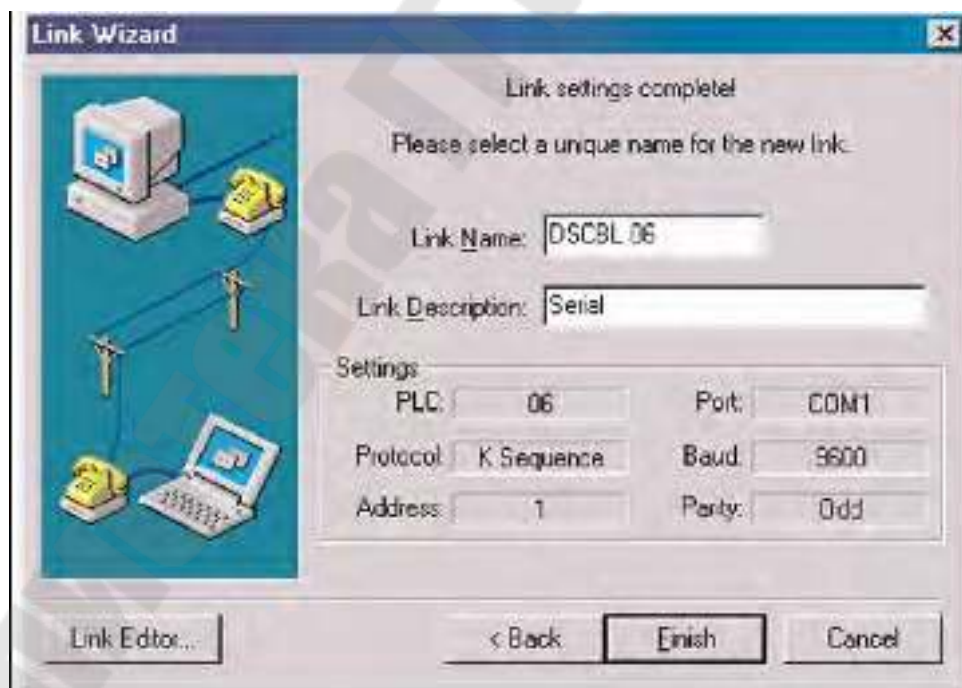 Link Wizard
Link settings complete!
Please select a unique name for the new link.
Link Name: DSCBL 06
Link Description: Serial
Settings
PLC: 06 Port: COM1
Protocol: K Sequence Baud: 9600
Address: 1 Parity: Odd
Link Editor... < Back Finish Cancel